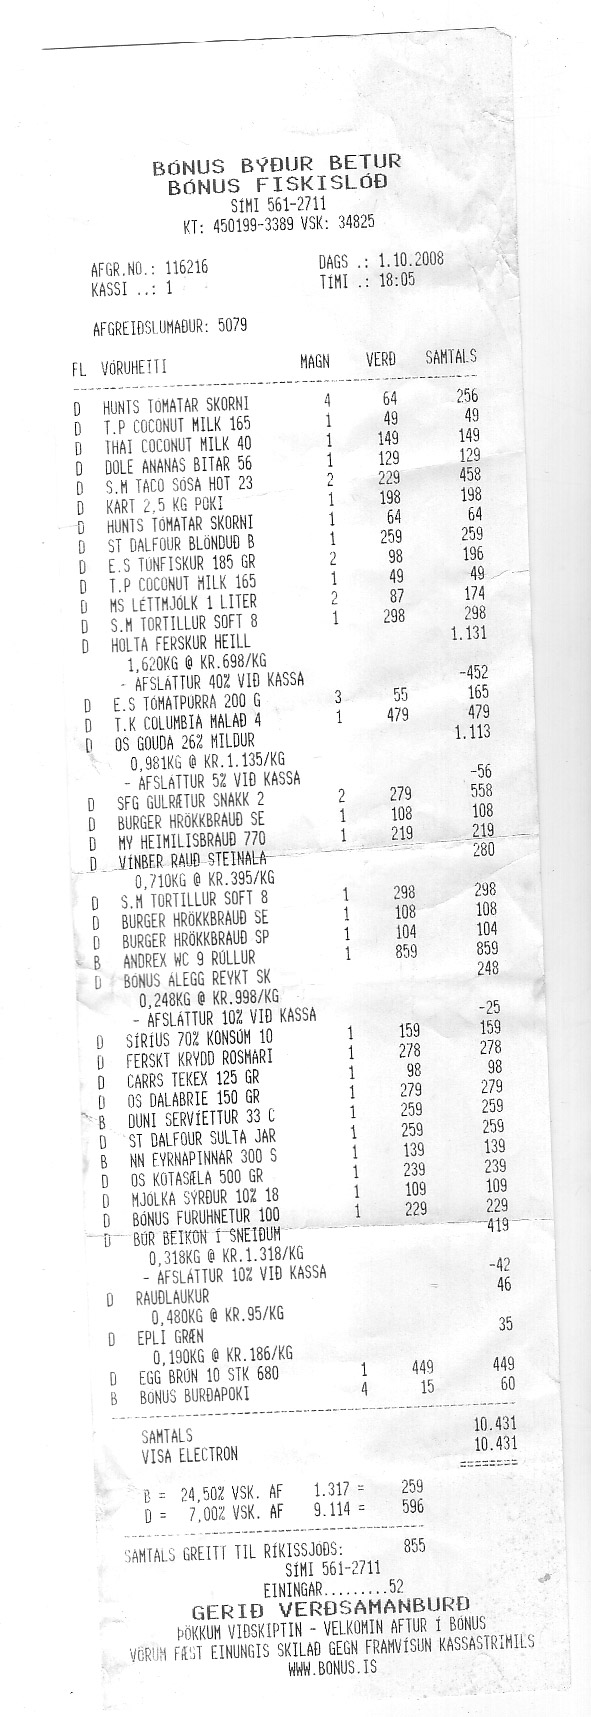 BÓNUS BÝÐUR BETUR
BÓNUS FISKISLÓÐ
SÍMI 561-2711
KT: 450199-3389 VSK: 34825
AFGR.NO.: 116216 DAGS .: 1.10.2008
KASSI ..: 1 TÍMI .: 18:05
AFGREIÐSLUMAÐUR: 5079
FL VÖRUHEITI MAGN VERÐ SAMTALS
D HUNTS TÓMATAR SKORNI 4 64 256
D T.P COCONUT MILK 165 1 49 49
D THAI COCONUT MILK 40 1 149 149
D DOLE ANANAS BITAR 56 1 129 129
D S.M TACO SÓSA HOT 23 2 229 458
D KART 2,5 KG POKI 1 198 198
D HUNTS TÓMATAR SKORNI 1 64 64
D ST DALFOUR BLÖNDUÐ B 1 259 259
D E.S TÚNFISKUR 185 GR 2 98 196
D T.P COCONUT MILK 165 1 49 49
D MS LÉTTMJÓLK 1 LITER 2 87 174
D S.M TORTILLUR SOFT 8 1 298 298
D HOLTA FERSKUR HEILL 1.131
1,620KG @ KR.698/KG
- AFSLÁTTUR 40% VIÐ KASSA -452
D E.S TÓMATPÚRRA 200 G 3 55 165
D T.K COLUMBIA MALAÐ 4 1 479 479
D OS GOUDA 26% MILDUR 1.113
0,981KG @ KR.1.135/KG
- AFSLÁTTUR 5% VIÐ KASSA -56
D SFG GULRÆTUR SNAKK 2 2 279 558
D BURGER HRÖKKBRAUÐ SE 1 108 108
D MY HEIMILISBRAUÐ 770 1 219 219
D VÍNBER RAUÐ STEINALA 280
0,710KG @ KR.395/KG
D S.M TORTILLUR SOFT 8 1 298 298
D BURGER HRÖKKBRAUÐ SE 1 108 108
D BURGER HRÖKKBRAUÐ SP 1 104 104
B ANDREX WC 9 RÚLLUR 1 859 859
D BÓNUS ÁLEGG REYKT SK 248
0,248KG @ KR.998/KG
- AFSLÁTTUR 10% VIÐ KASSA -25
D SÍRÍUS 70% KONSÚM 10 1 159 159
D FERSKT KRYDD RÓSMARÍ 1 278 278
D CARRS TEKEX 125 GR 1 98 98
D OS DALABRIE 150 GR 1 279 279
B DUNI SERVÍETTUR 33 C 1 259 259
D ST DALFOUR SULTA JAR 1 259 259
B NN EYRNAPINNAR 300 S 1 139 139
D OS KOTASÆLA 500 GR 1 239 239
D MJÓLKA SÝRÐUR 10% 18 1 109 109
D BÓNUS FURUHNETUR 100 1 229 229
D BÚR BEIKON Í SNEIÐUM 419
0,318KG @ KR.1.318/KG
- AFSLÁTTUR 10% VIÐ KASSA -42
D RAUÐLAUKUR 46
0,480KG @ KR.95/KG
D EPLI GRÆN 35
0,190KG @ KR.186/KG
D EGG BRÚN 10 STK 680 1 449 449
B BÓNUS BURÐAPOKI 4 15 60
SAMTALS 10.431
VISA ELECTRON 10.431
========
B = 24,50% VSK. AF 1.317 = 259
D = 7,00% VSK. AF 9.114 = 596
SAMTALS GREITT TIL RÍKISSJÓÐS: 855
SÍMI 561-2711
EININGAR.........52
GERIÐ VERÐSAMANBURÐ
ÞÖKKUM VIÐSKIPTIN - VELKOMIN AFTUR Í BÓNUS
VÖRUM FÆST EINUNGIS SKILAÐ GEGN FRAMVÍSUN KASSASTRIMILS
WWW.BONUS.IS